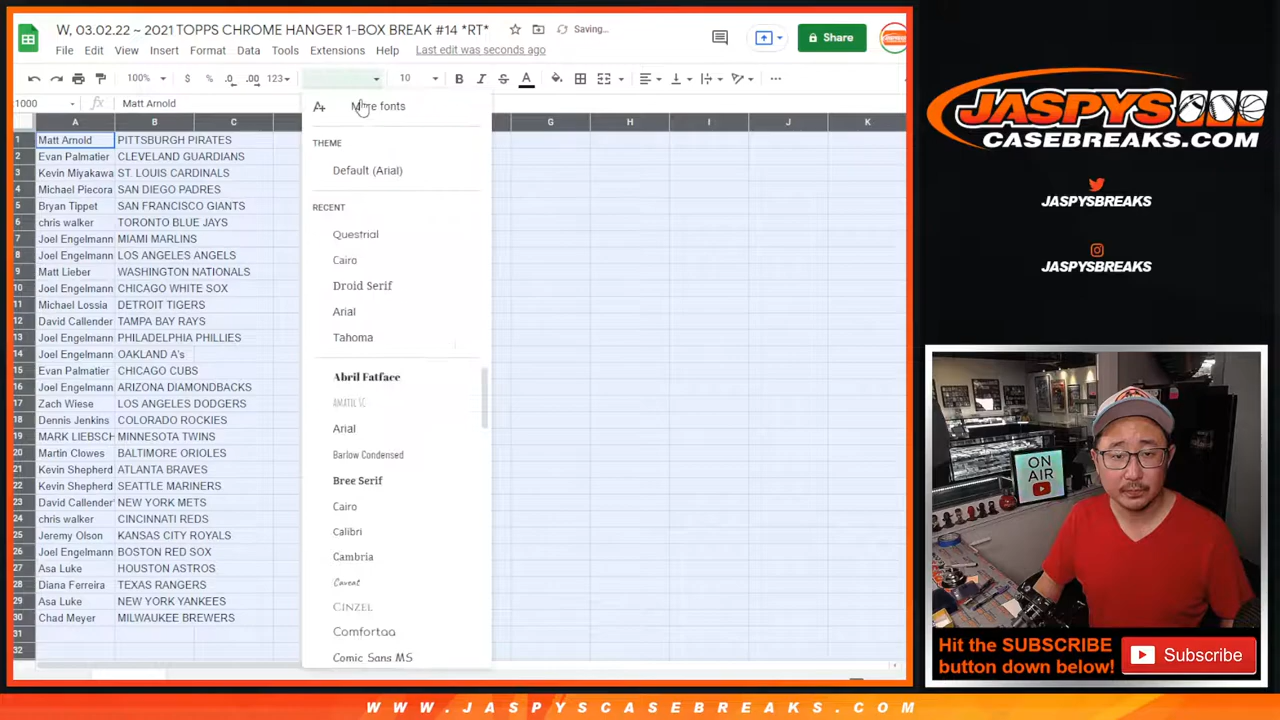 W, 03.02.22 ~ 2021 TOPPS CHROME HANGER 1-BOX BREAK #14 *RT*
Saving...
File Edit View Insert Format Data Tools Extensions Help Last edit was seconds ago
Share
100% $ % .0 .00 123 10 B I S A
1000 fx Matt Arnold
A B C G H I J K
1 Matt Arnold PITTSBURGH PIRATES
2 Evan Palmatier CLEVELAND GUARDIANS
3 Kevin Miyakawa ST. LOUIS CARDINALS
4 Michael Piecora SAN DIEGO PADRES
5 Bryan Tippet SAN FRANCISCO GIANTS
6 chris walker TORONTO BLUE JAYS
7 Joel Engelmann MIAMI MARLINS
8 Joel Engelmann LOS ANGELES ANGELS
9 Matt Lieber WASHINGTON NATIONALS
10 Joel Engelmann CHICAGO WHITE SOX
11 Michael Lossia DETROIT TIGERS
12 David Callender TAMPA BAY RAYS
13 Joel Engelmann PHILADELPHIA PHILLIES
14 Joel Engelmann OAKLAND A's
15 Evan Palmatier CHICAGO CUBS
16 Joel Engelmann ARIZONA DIAMONDBACKS
17 Zach Wiese LOS ANGELES DODGERS
18 Dennis Jenkins COLORADO ROCKIES
19 MARK LIEBSCH MINNESOTA TWINS
20 Martin Clowes BALTIMORE ORIOLES
21 Kevin Shepherd ATLANTA BRAVES
22 Kevin Shepherd SEATTLE MARINERS
23 David Callender NEW YORK METS
24 chris walker CINCINNATI REDS
25 Jeremy Olson KANSAS CITY ROYALS
26 Joel Engelmann BOSTON RED SOX
27 Asa Luke HOUSTON ASTROS
28 Diana Ferreira TEXAS RANGERS
29 Asa Luke NEW YORK YANKEES
30 Chad Meyer MILWAUKEE BREWERS
31
32
More fonts
THEME
Default (Arial)
RECENT
Questrial
Cairo
Droid Serif
Arial
Tahoma
Abril Fatface
AMATIC SC
Arial
Barlow Condensed
Bree Serif
Cairo
Calibri
Cambria
Caveat
CINZEL
Comfortaa
Comic Sans MS
JASPYS
CASEBREAKS.COM
JASPYSBREAKS
JASPYSBREAKS
ON
AIR
Hit the SUBSCRIBE
button down below!
Subscribe
WWW.JASPYSCASEBREAKS.COM